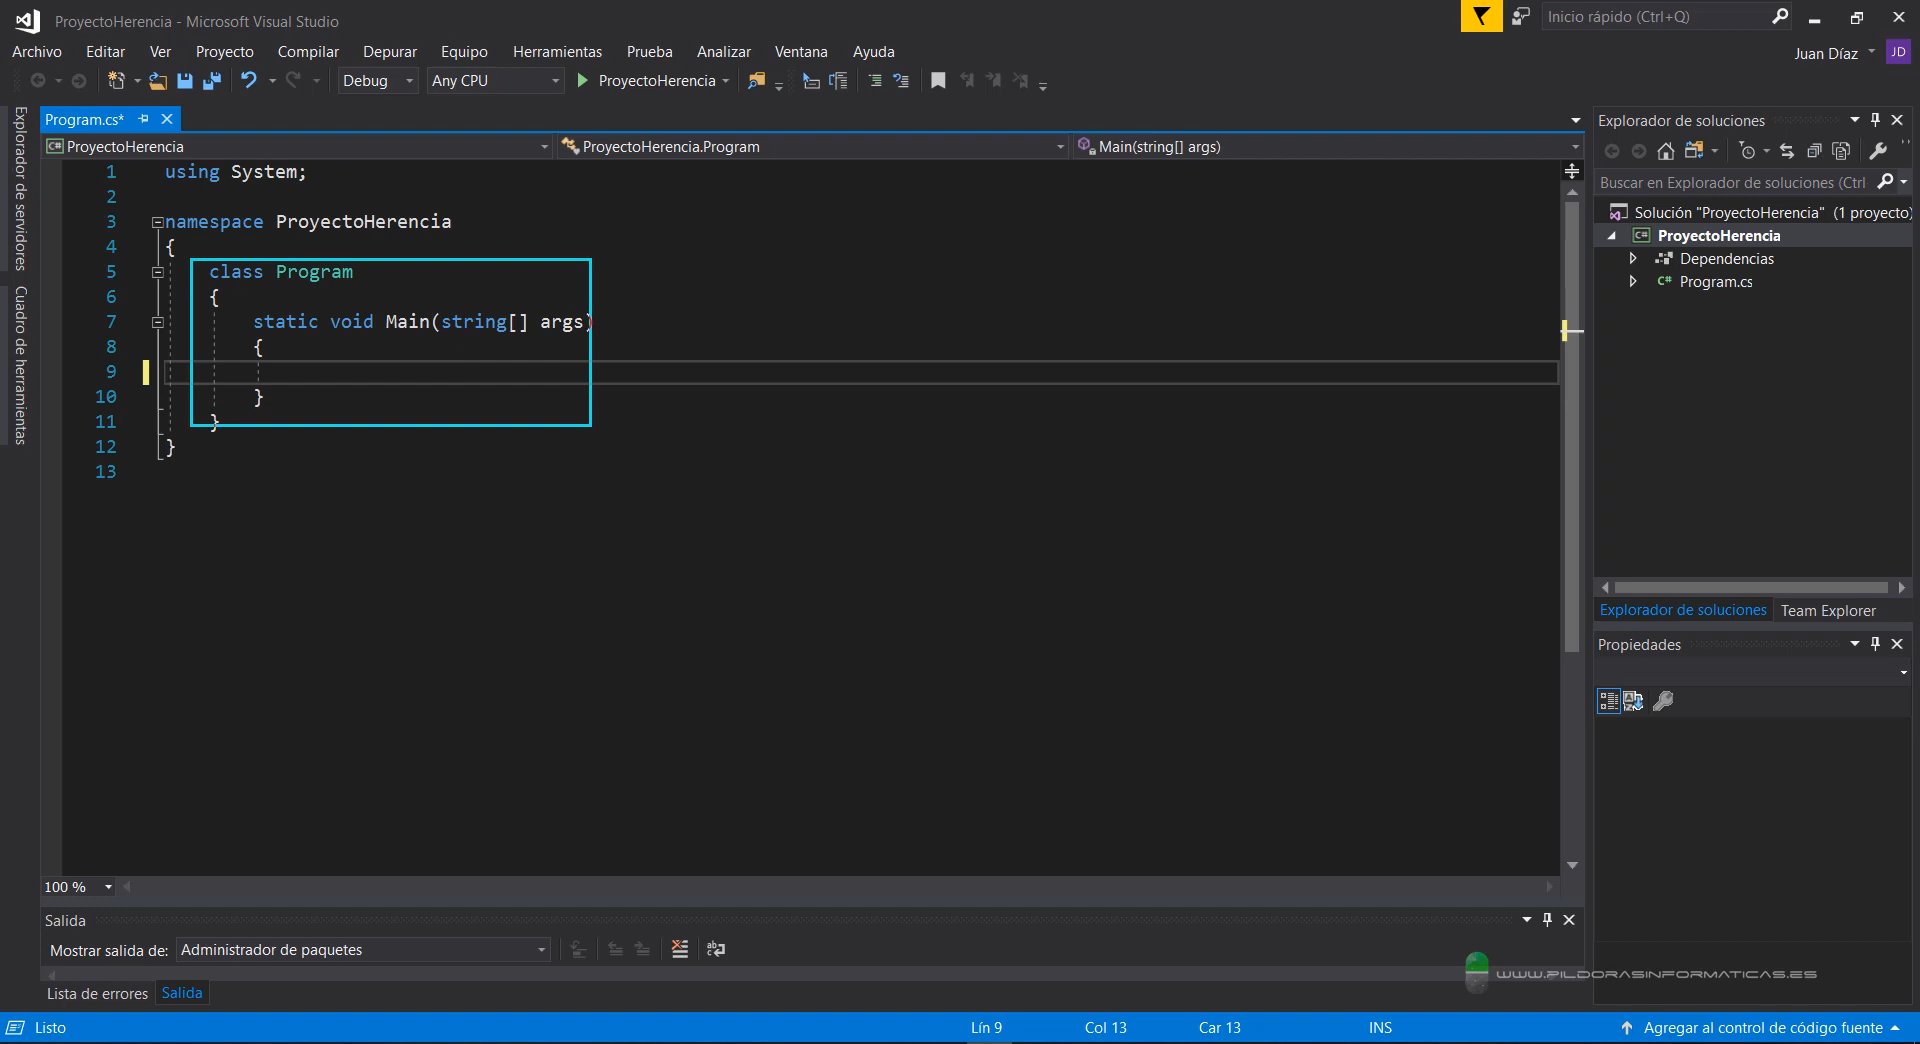 ProyectoHerencia - Microsoft Visual Studio
Inicio rápido (Ctrl+Q)
Archivo Editar Ver Proyecto Compilar Depurar Equipo Herramientas Prueba Analizar Ventana Ayuda
Juan Díaz JD
Debug Any CPU ProyectoHerencia
Explorador de servidores
Cuadro de herramientas
Program.cs*
ProyectoHerencia ProyectoHerencia.Program Main(string[] args)
1 using System;
2
3 namespace ProyectoHerencia
4 {
5 class Program
6 {
7 static void Main(string[] args)
8 {
9
10 }
11 }
12 }
13
100 %
Explorador de soluciones
Buscar en Explorador de soluciones (Ctrl
Solución "ProyectoHerencia" (1 proyecto)
C# ProyectoHerencia
Dependencias
C# Program.cs
Explorador de soluciones Team Explorer
Propiedades
Salida
Mostrar salida de: Administrador de paquetes
Lista de errores Salida
WWW.PILDORASINFORMATICAS.ES
Listo Lín 9 Col 13 Car 13 INS Agregar al control de código fuente